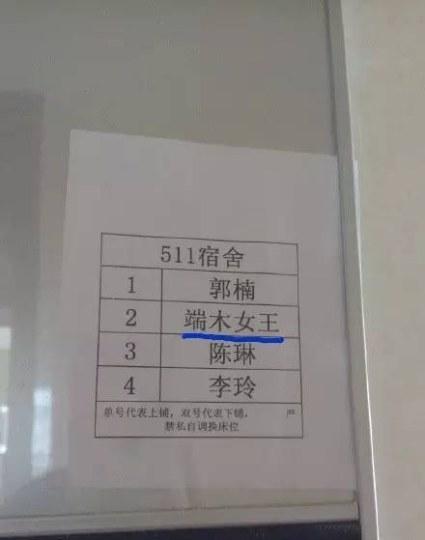 511宿舍
1 郭楠
2 端木女王
3 陈琳
4 李玲
单号代表上铺，双号代表下铺，严
禁私自调换床位